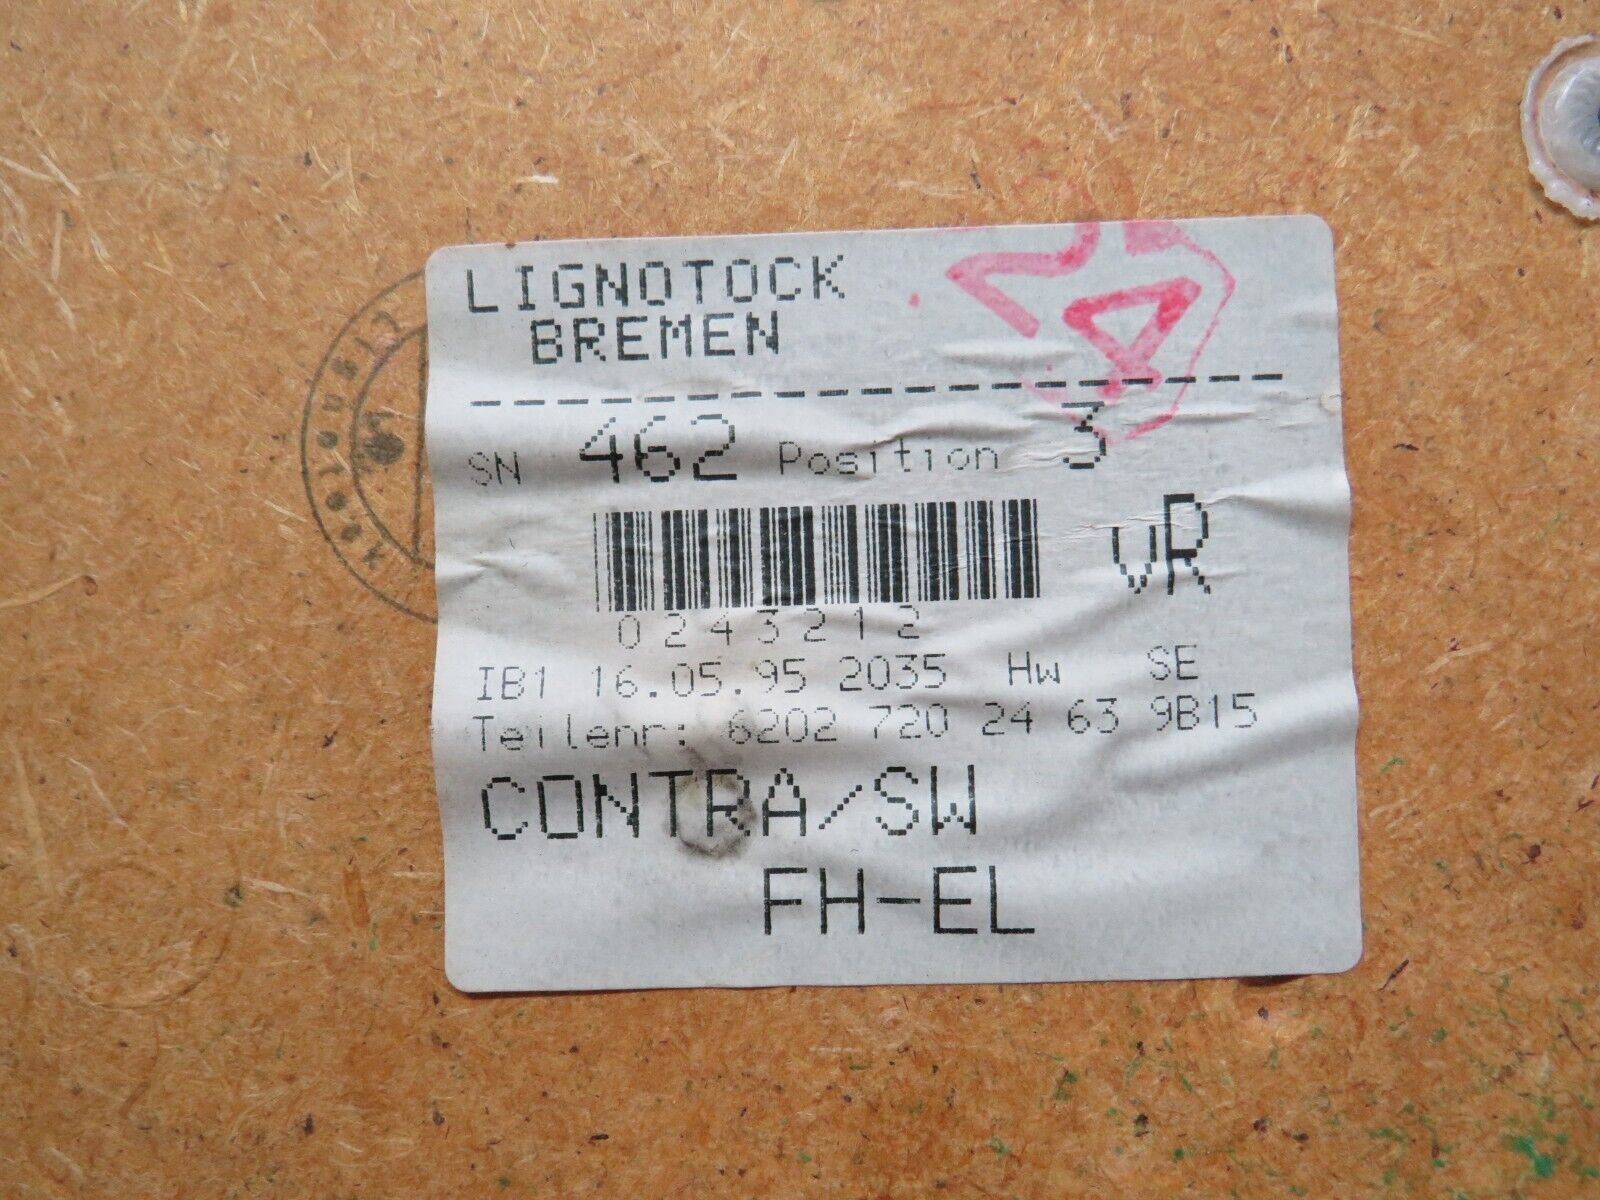 LIGNOTOCK
BREMEN
SN 462 Position 3
vR
0243212
IB1 16.05.95 2035 Hw SE
Teilenr: 6202 720 24 63 9B15
CONTRA/SW
FH-EL